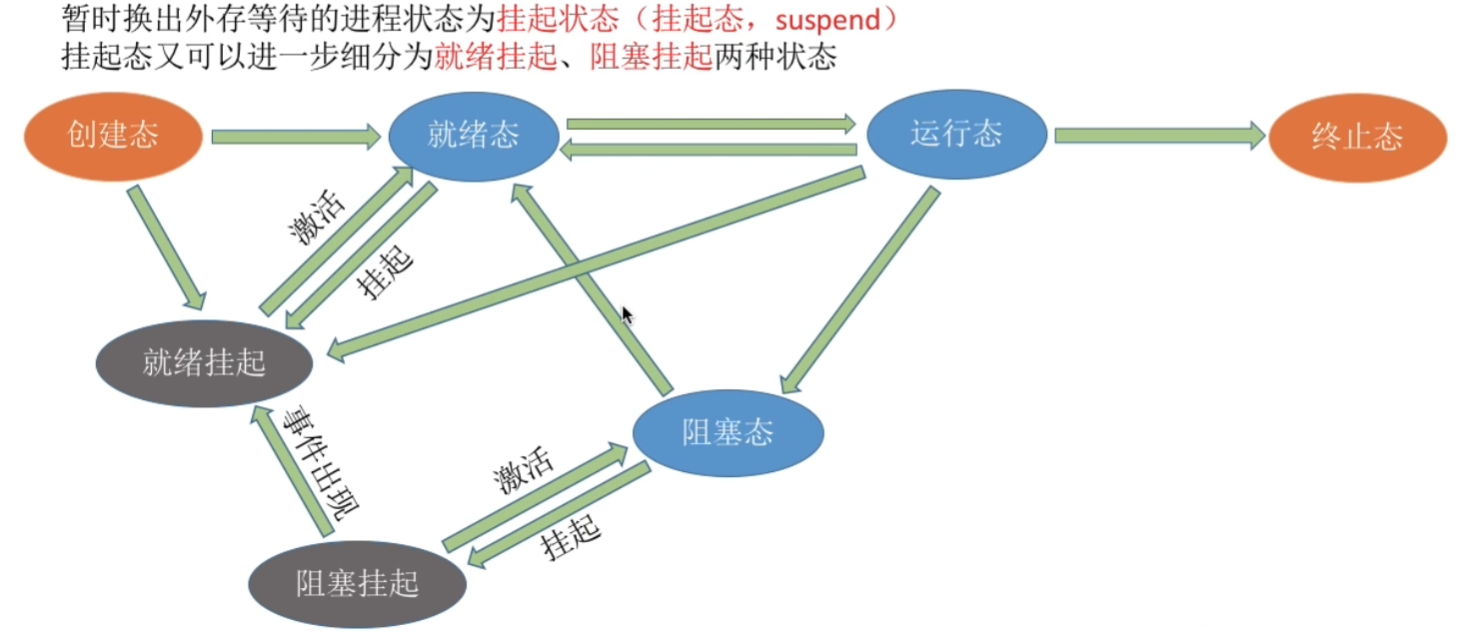 暂时换出外存等待的进程状态为挂起状态（挂起态，suspend）
挂起态又可以进一步细分为就绪挂起、阻塞挂起两种状态
创建态
就绪态
运行态
终止态
激活
挂起
就绪挂起
事件出现
阻塞态
激活
挂起
阻塞挂起